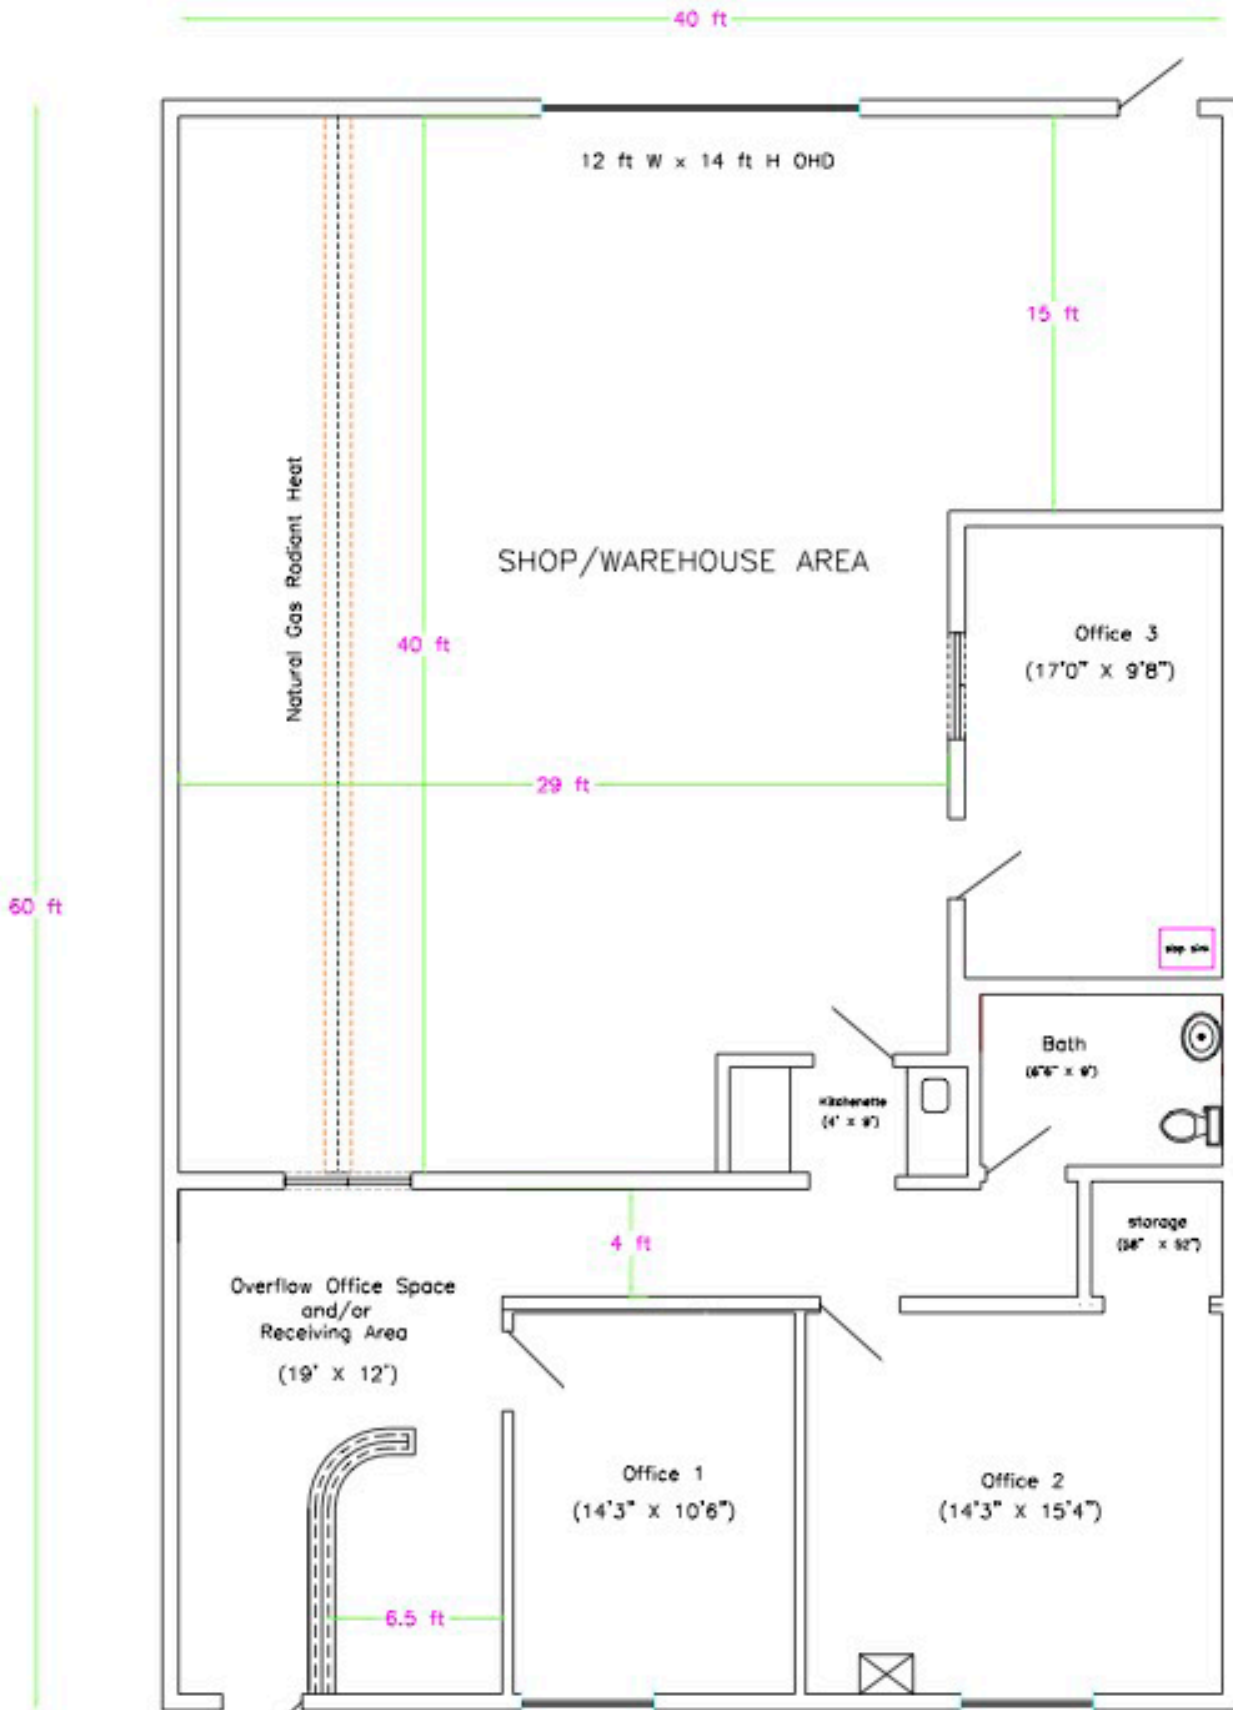 40 ft
12 ft W x 14 ft H OHD
15 ft
Natural Gas Radiant Heat
SHOP/WAREHOUSE AREA
Office 3
(17'0" X 9'8")
40 ft
29 ft
60 ft
Bath
Kitchenette
storage
4 ft
Overflow Office Space
and/or
Receiving Area
(19' X 12')
Office 1
(14'3" X 10'6")
Office 2
(14'3" X 15'4")
6.5 ft